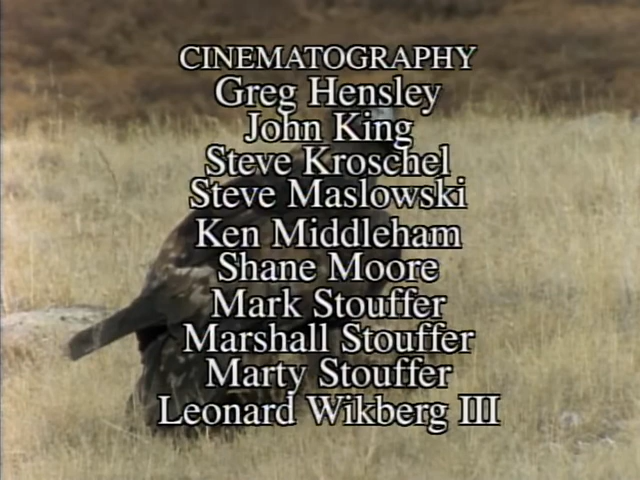 CINEMATOGRAPHY
Greg Hensley
John King
Steve Kroschel
Steve Maslowski
Ken Middleham
Shane Moore
Mark Stouffer
Marshall Stouffer
Marty Stouffer
Leonard Wikberg III